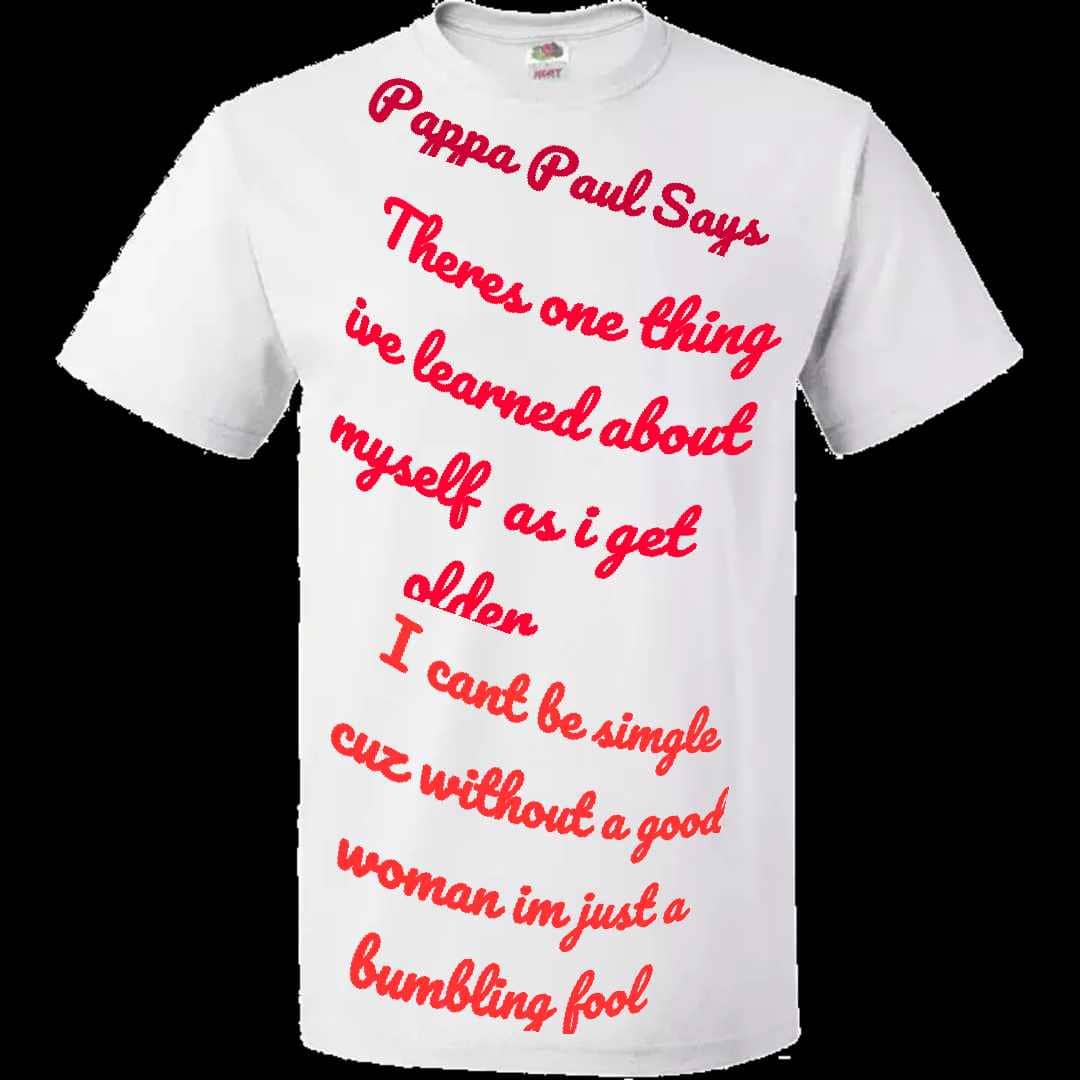 Pappa Paul Says
Theres one thing
ive learned about
myself as i get
older
I cant be simgle
cuz without a good
woman im just a
bumbling fool